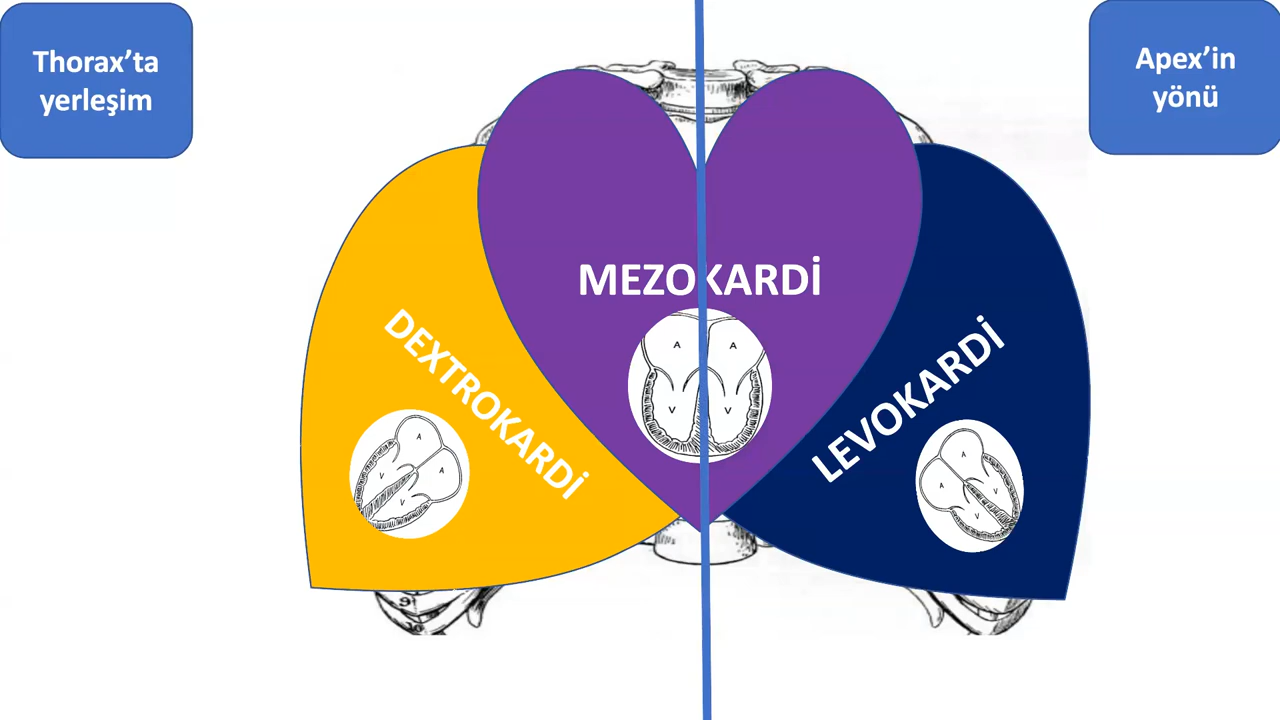 Thorax’ta
yerleşim
Apex’in
yönü
MEZOKARDİ
DEXTROKARDİ
LEVOKARDİ
A
A
V
V
A
A
V
V
A
A
V
V